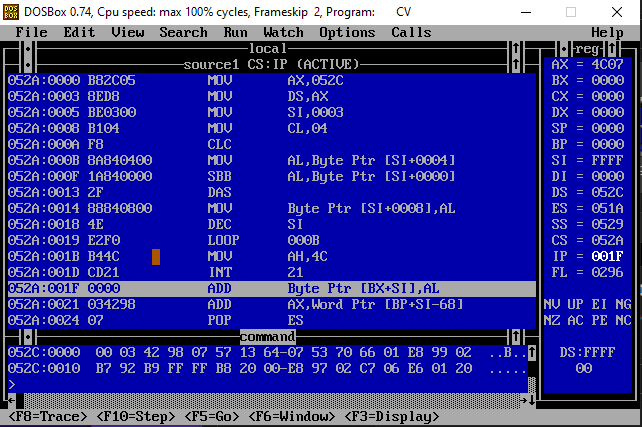 DOSBox 0.74, Cpu speed: max 100% cycles, Frameskip 2, Program: CV
File Edit View Search Run Watch Options Calls Help
local
reg
source1 CS:IP (ACTIVE)
052A:0000 B82C05 MOV AX,052C
052A:0003 8ED8 MOV DS,AX
052A:0005 BE0300 MOV SI,0003
052A:0008 B104 MOV CL,04
052A:000A F8 CLC
052A:000B 8A840400 MOV AL,Byte Ptr [SI+0004]
052A:000F 1A840000 SBB AL,Byte Ptr [SI+0000]
052A:0013 2F DAS
052A:0014 88840800 MOV Byte Ptr [SI+0008],AL
052A:0018 4E DEC SI
052A:0019 E2F0 LOOP 000B
052A:001B B44C MOV AH,4C
052A:001D CD21 INT 21
052A:001F 0000 ADD Byte Ptr [BX+SI],AL
052A:0021 034298 ADD AX,Word Ptr [BP+SI-68]
052A:0024 07 POP ES
AX = 4C07
BX = 0000
CX = 0000
DX = 0000
SP = 0000
BP = 0000
SI = FFFF
DI = 0000
DS = 052C
ES = 051A
SS = 0529
CS = 052A
IP = 001F
FL = 0296
NV UP EI NG
NZ AC PE NC
DS:FFFF
00
command
052C:0000 00 03 42 98 07 57 13 64-07 53 70 66 01 E8 99 02 ..B..
052C:0010 B7 92 B9 FF FF B8 20 00-E8 97 02 C7 06 E6 01 20 .....
>
<F8=Trace> <F10=Step> <F5=Go> <F6=Window> <F3=Display>